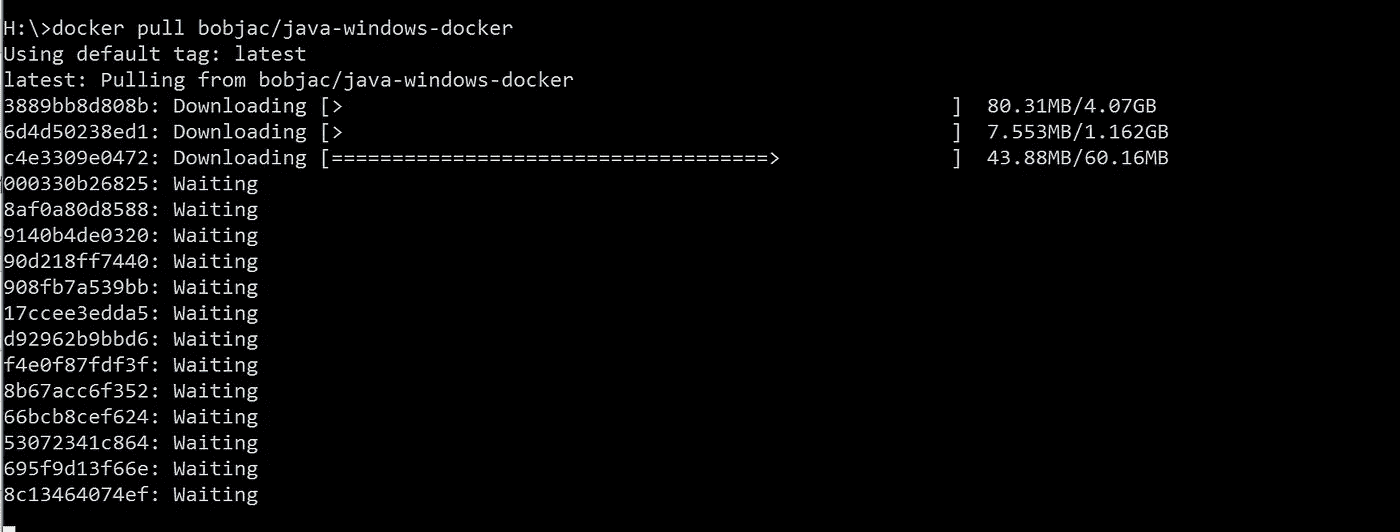 H:\>docker pull bobjac/java-windows-docker
Using default tag: latest
latest: Pulling from bobjac/java-windows-docker
3889bb8d808b: Downloading [>                                                  ]  80.31MB/4.07GB
6d4d50238ed1: Downloading [>                                                  ]  7.553MB/1.162GB
c4e3309e0472: Downloading [====================================>              ]  43.88MB/60.16MB
000330b26825: Waiting
8af0a80d8588: Waiting
9140b4de0320: Waiting
90d218ff7440: Waiting
908fb7a539bb: Waiting
17ccee3edda5: Waiting
d92962b9bbd6: Waiting
f4e0f87fdf3f: Waiting
8b67acc6f352: Waiting
66bcb8cef624: Waiting
53072341c864: Waiting
695f9d13f66e: Waiting
8c13464074ef: Waiting